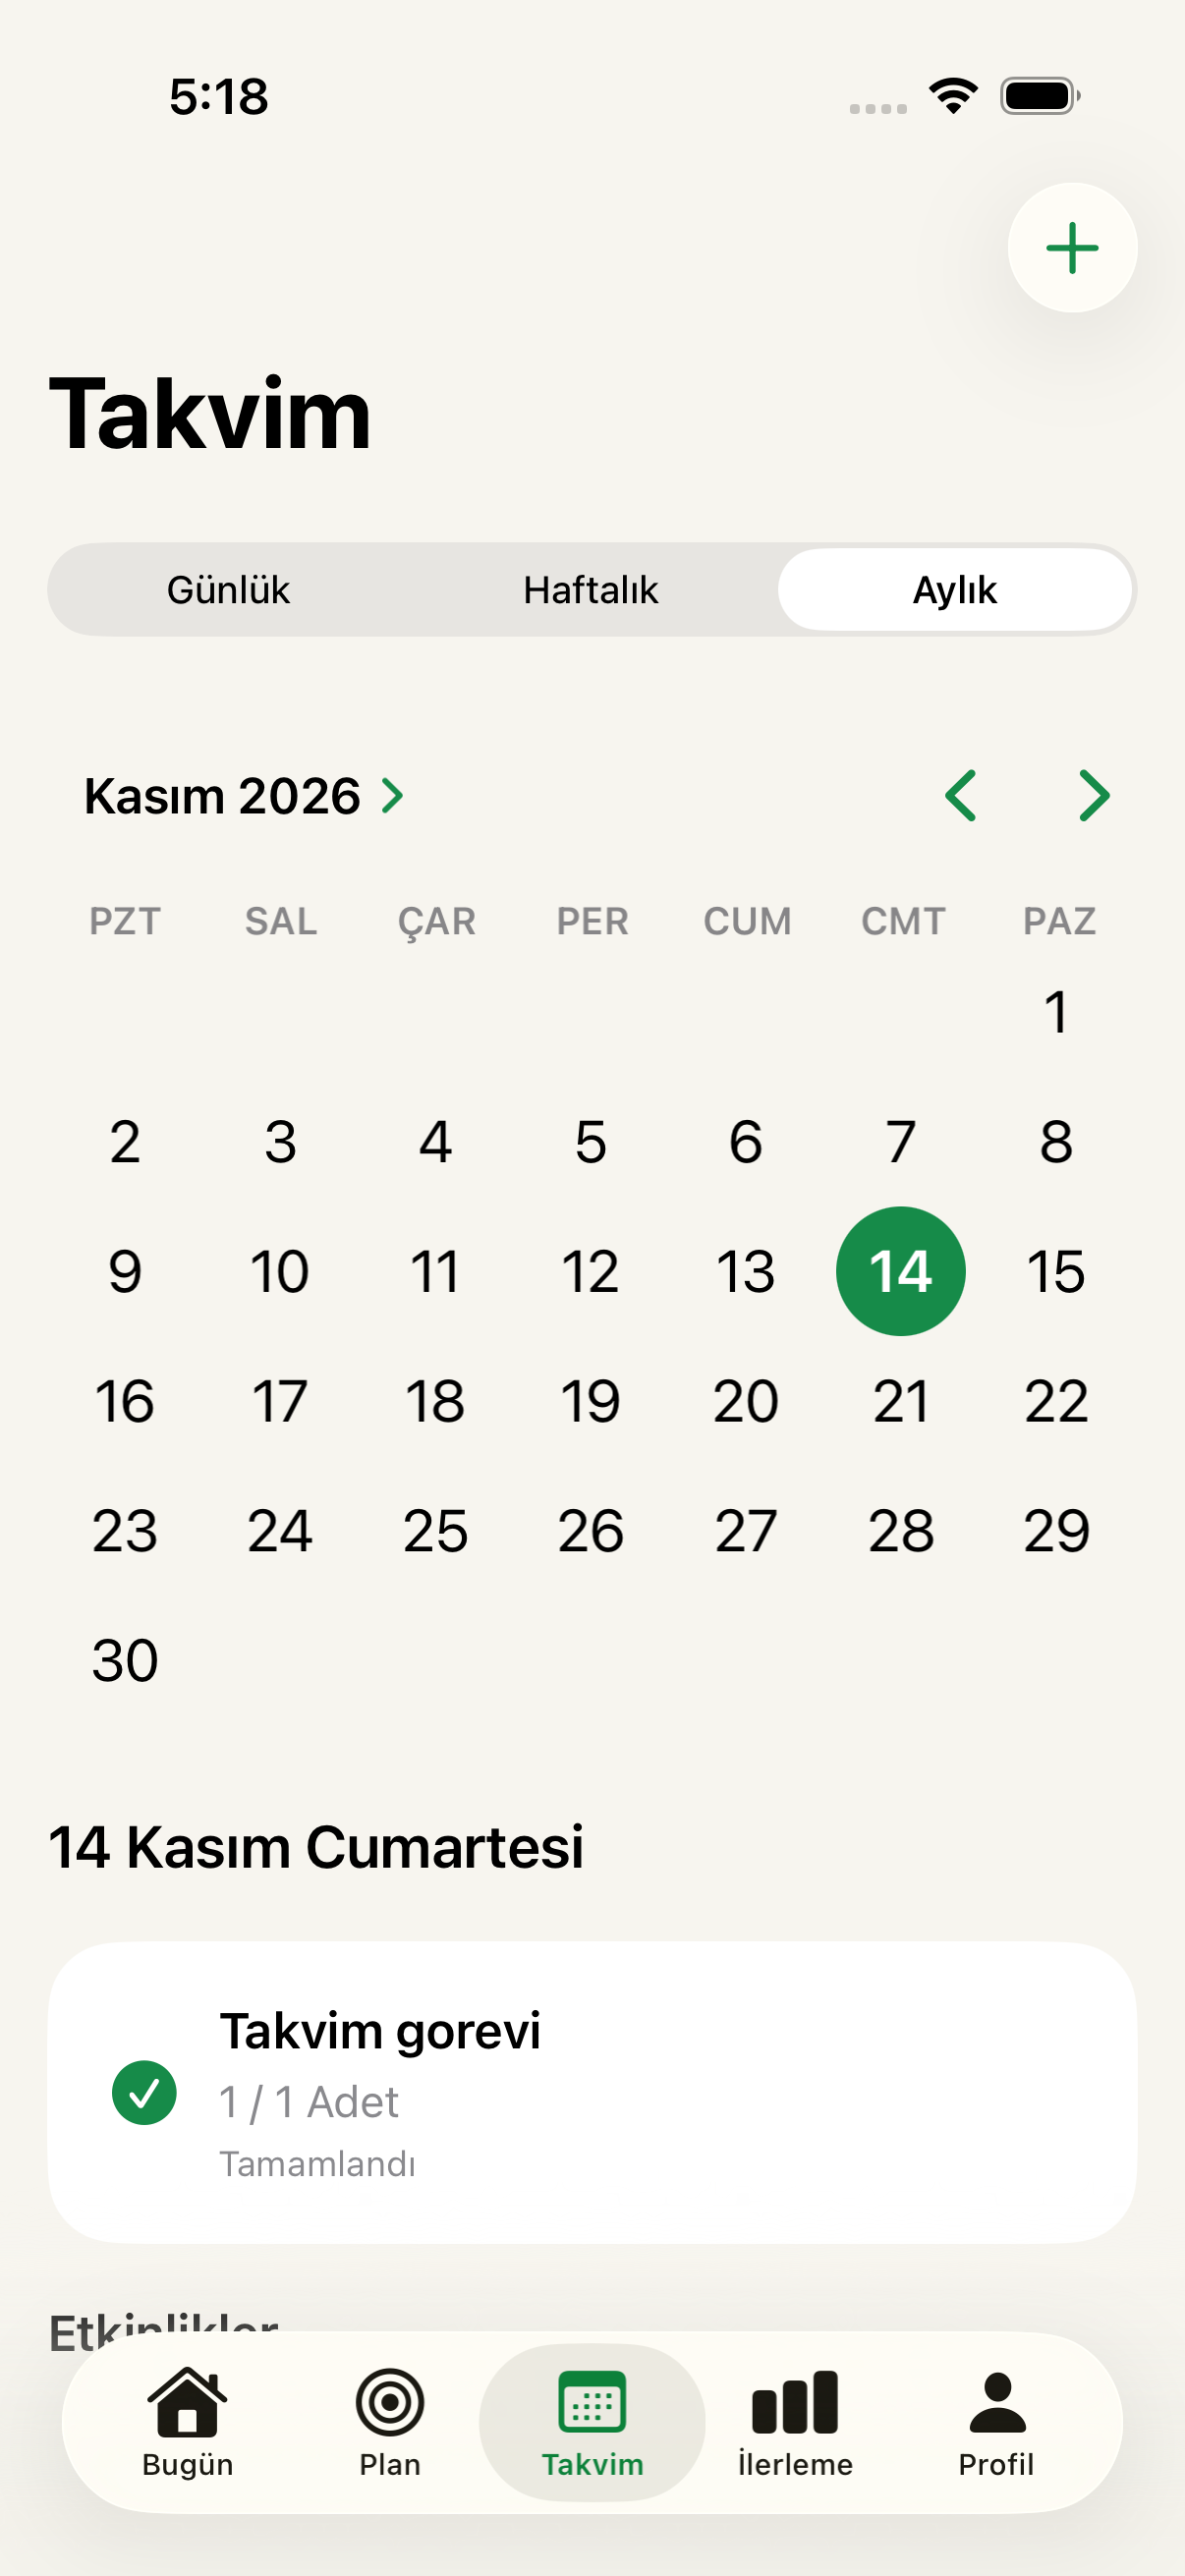 5:18
Takvim
Günlük Haftalık Aylık
Kasım 2026
PZT SAL ÇAR PER CUM CMT PAZ
1
2 3 4 5 6 7 8
9 10 11 12 13 14 15
16 17 18 19 20 21 22
23 24 25 26 27 28 29
30
14 Kasım Cumartesi
Takvim gorevi
1 / 1 Adet
Tamamlandı
Etkinlikler
Bugün Plan Takvim İlerleme Profil